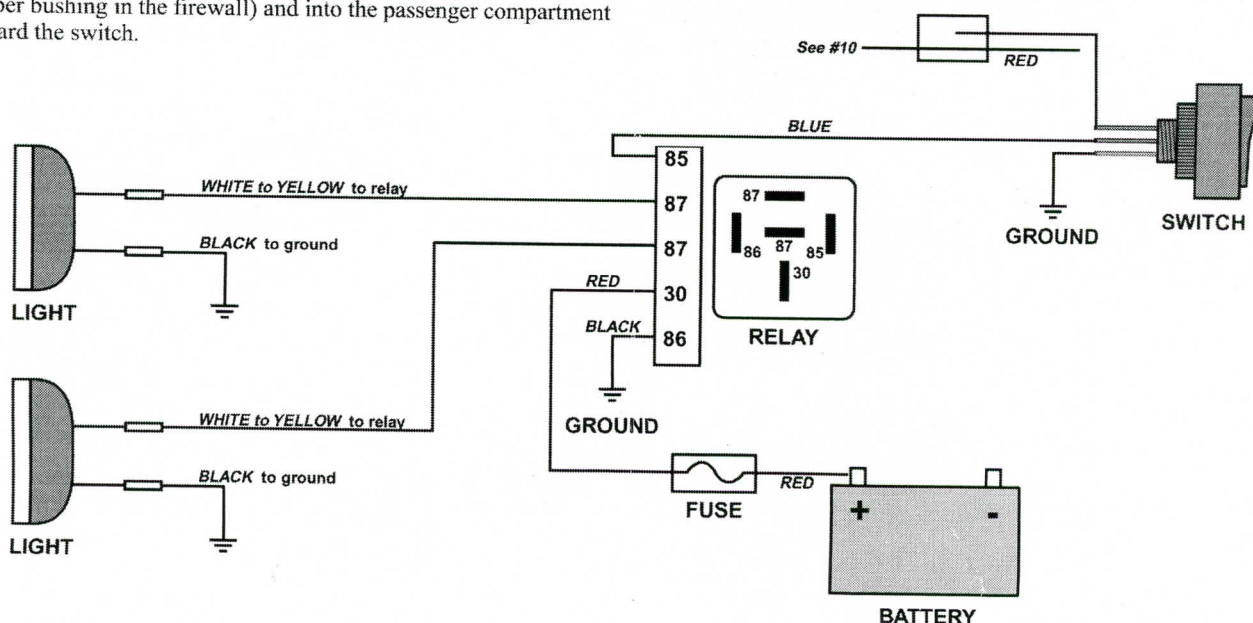 per bushing in the firewall) and into the passenger compartment
ard the switch.
See #10
RED
BLUE
SWITCH
GROUND
85
87
87
30
86
87
86
87
85
30
RELAY
WHITE to YELLOW to relay
BLACK to ground
LIGHT
RED
BLACK
GROUND
WHITE to YELLOW to relay
BLACK to ground
LIGHT
FUSE
RED
+
-
BATTERY